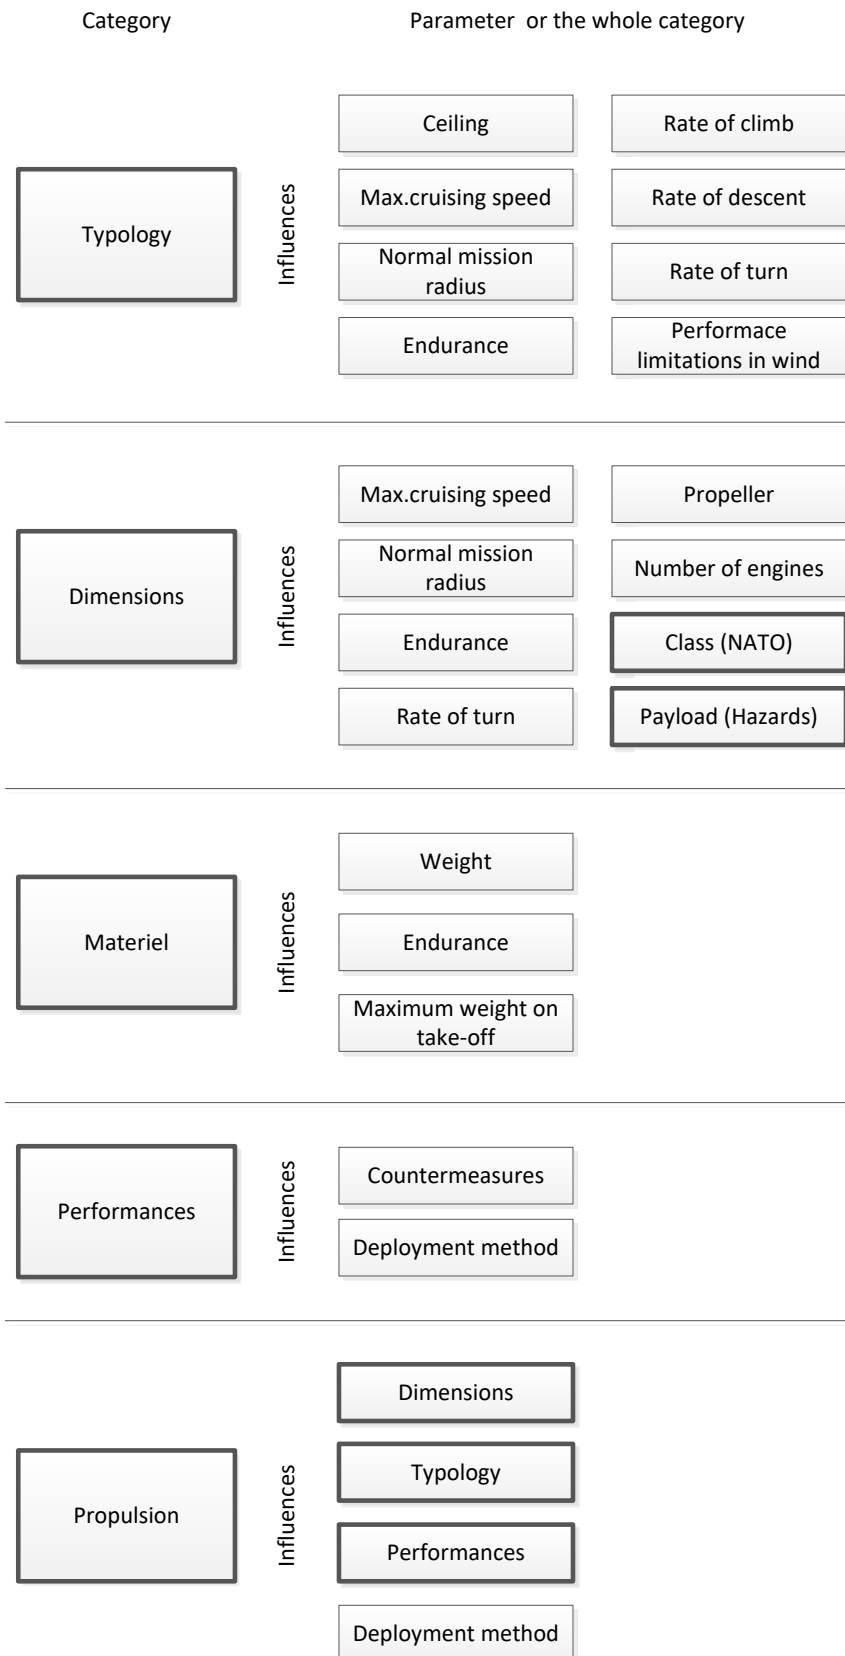 Category
Parameter  or the whole category
Typology
Influences
Ceiling
Rate of climb
Max.cruising speed
Rate of descent
Normal mission
radius
Rate of turn
Endurance
Performace
limitations in wind
Dimensions
Influences
Max.cruising speed
Propeller
Normal mission
radius
Number of engines
Endurance
Class (NATO)
Rate of turn
Payload (Hazards)
Materiel
Influences
Weight
Endurance
Maximum weight on
take-off
Performances
Influences
Countermeasures
Deployment method
Propulsion
Influences
Dimensions
Typology
Performances
Deployment method